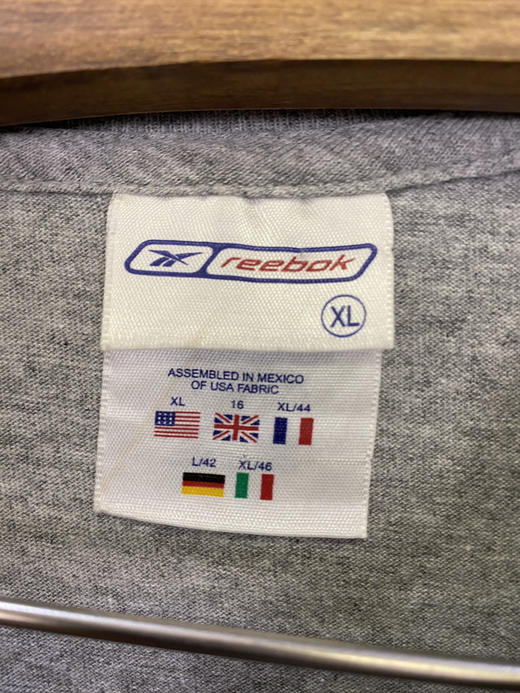 reebok
XL
ASSEMBLED IN MEXICO
OF USA FABRIC
XL 16 XL/44
L/42 XL/46